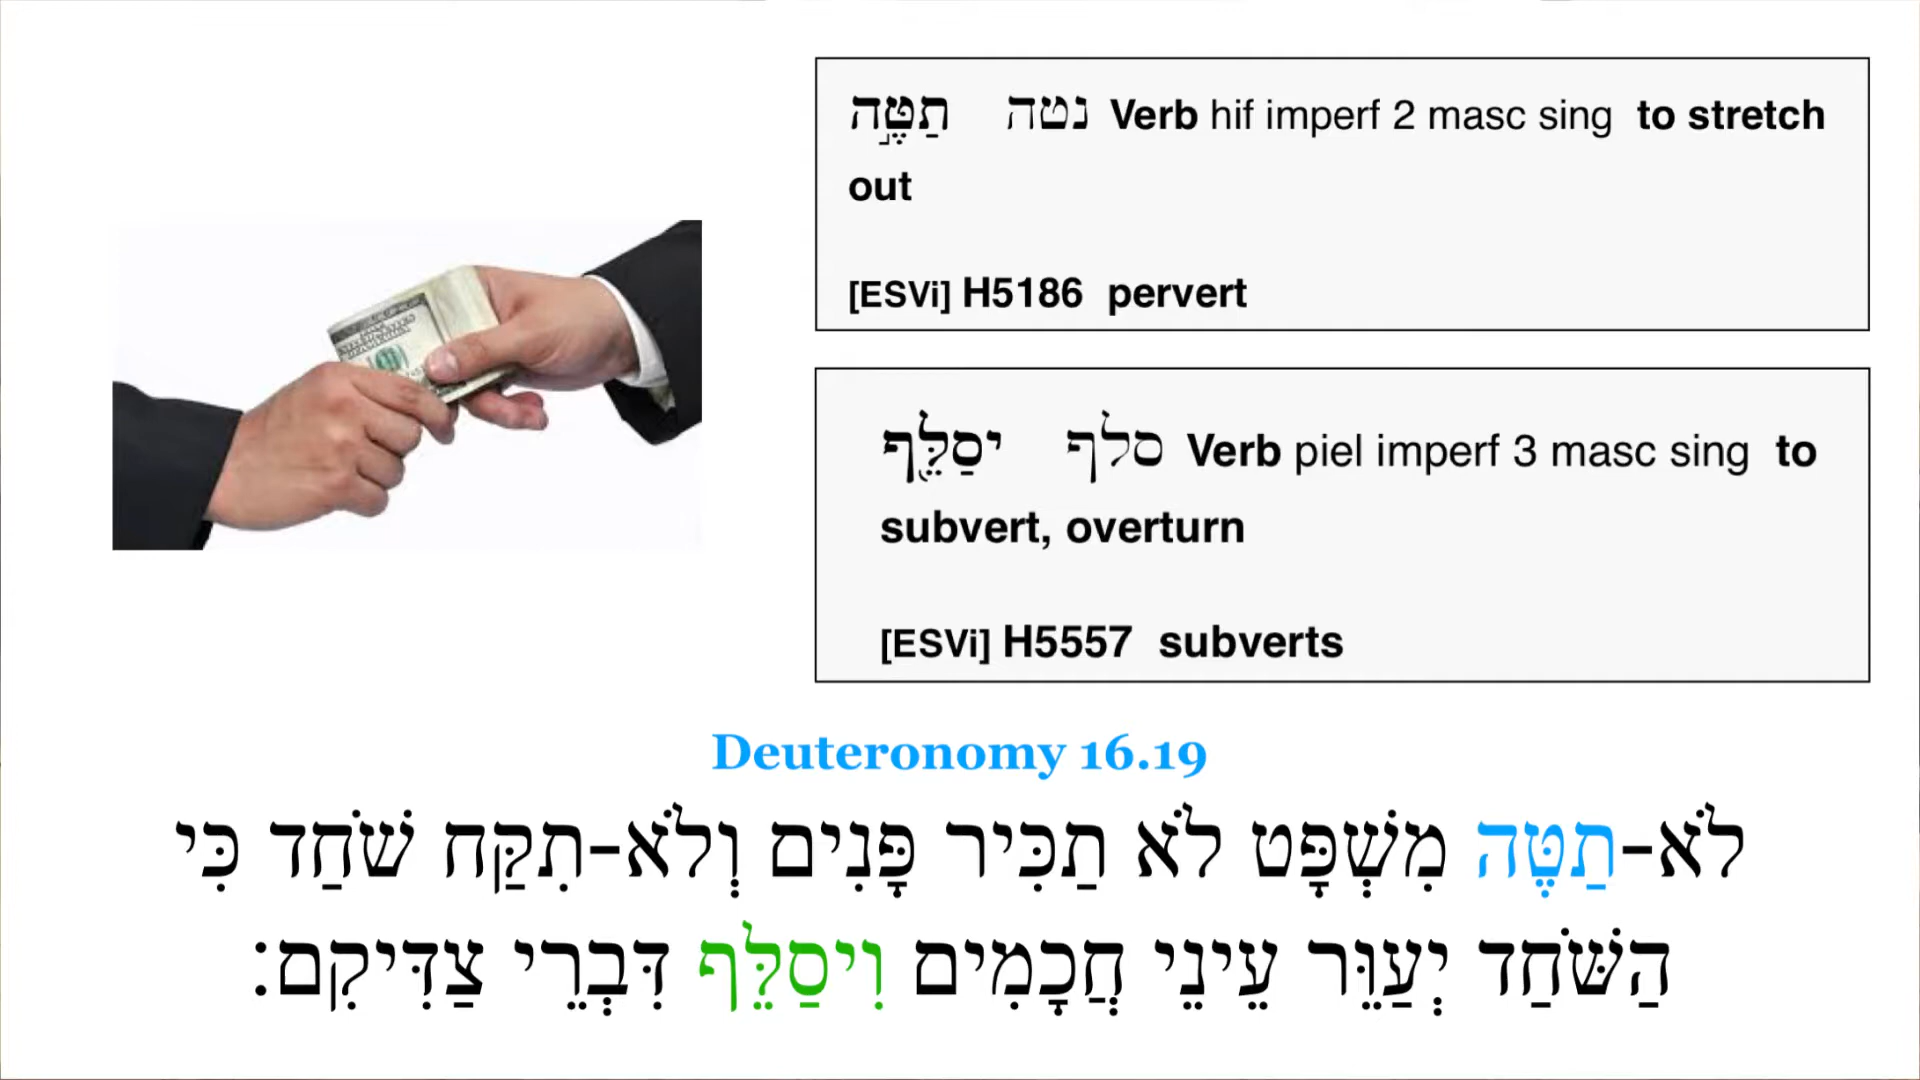 תַטֶּ֣ה נטה Verb hif imperf 2 masc sing to stretch
out
[ESVi] H5186 pervert
יסַלֵּ֖ף סלף Verb piel imperf 3 masc sing to
subvert, overturn
[ESVi] H5557 subverts
Deuteronomy 16.19
לֹא-תַטֶּה מִשְׁפָּט לֹא תַכִּיר פָּנִים וְלֹא-תִקַּח שֹׁחַד כִּי
הַשֹּׁחַד יְעַוֵּר עֵינֵי חֲכָמִים וִיסַלֵּף דִּבְרֵי צַדִּיקִם׃